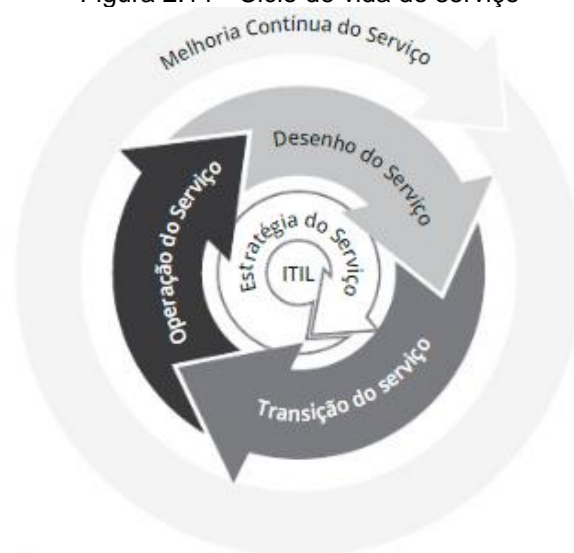 Melhoria Contínua do Serviço
Desenho do Serviço
Operação do Serviço
Estratégia do Serviço
ITIL
Transição do serviço